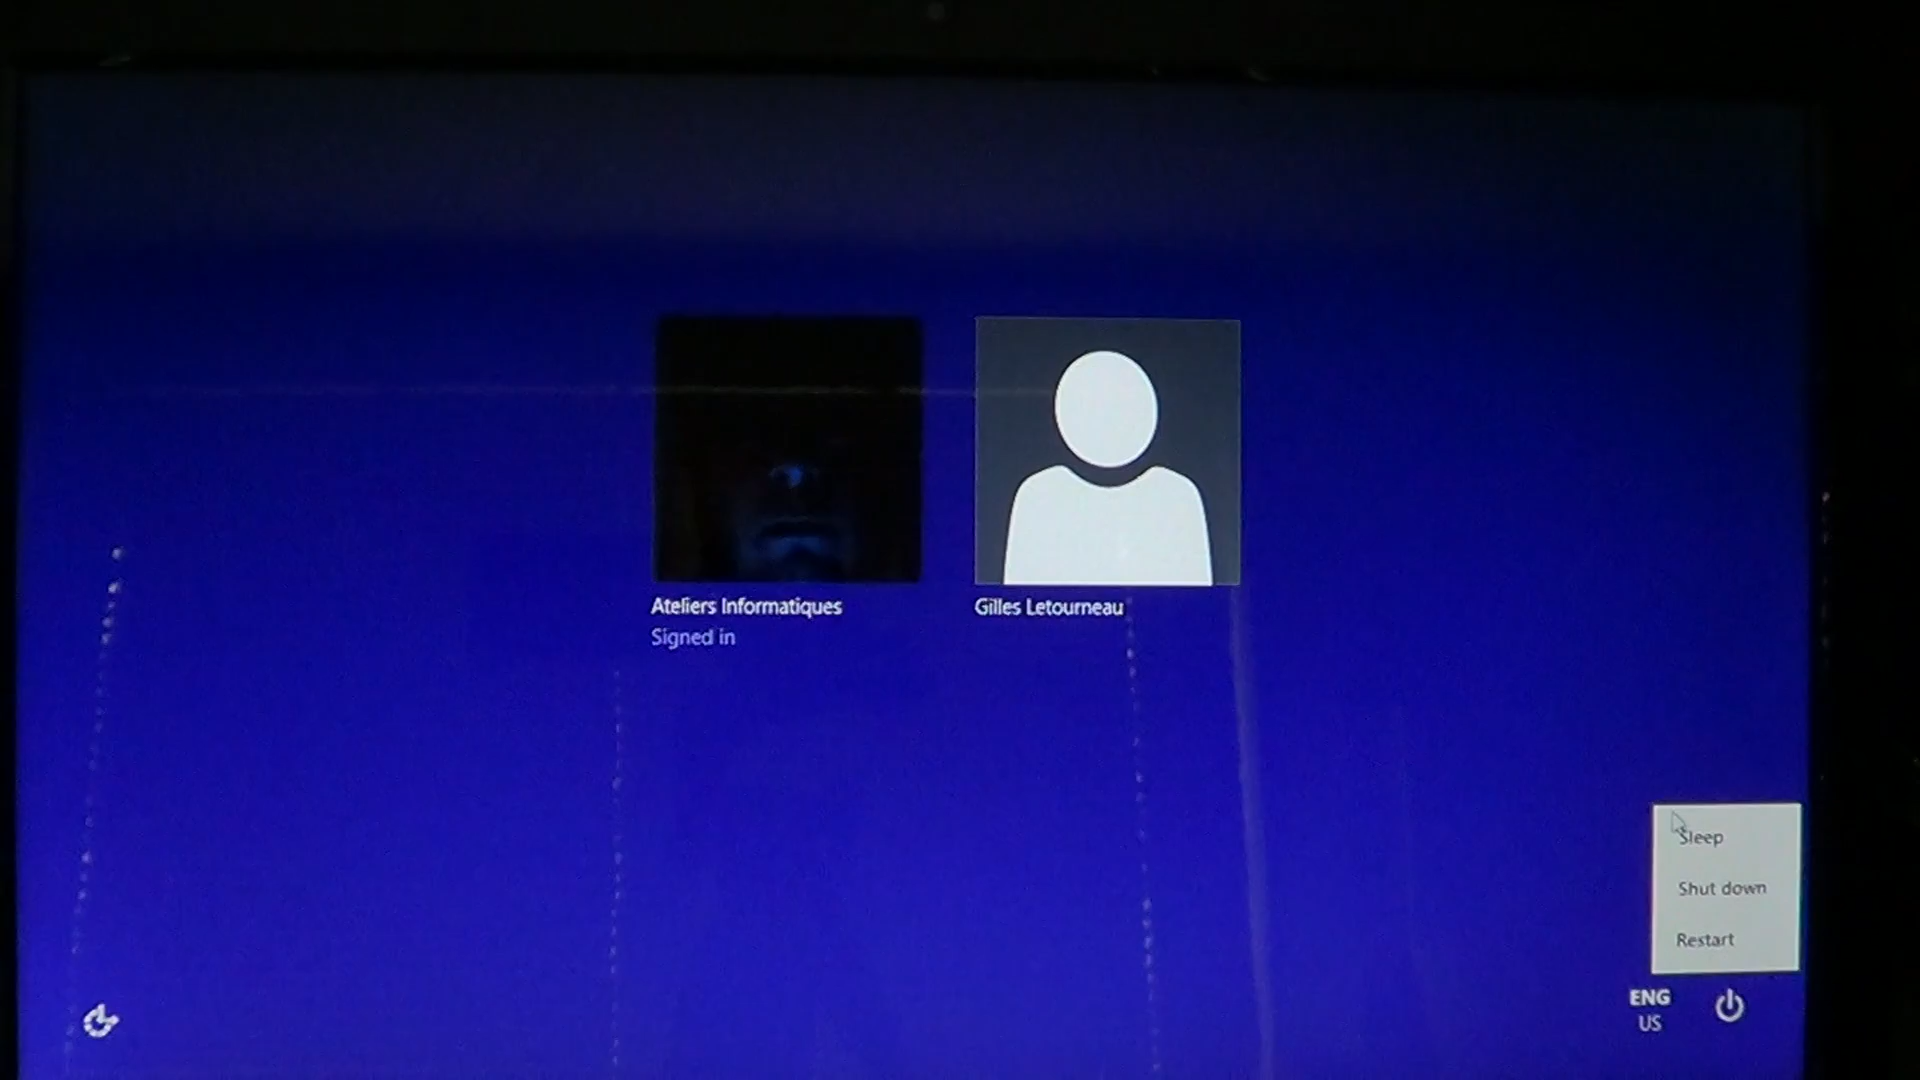 Ateliers Informatiques
Signed in
Gilles Letourneau
Sleep
Shut down
Restart
ENG
US